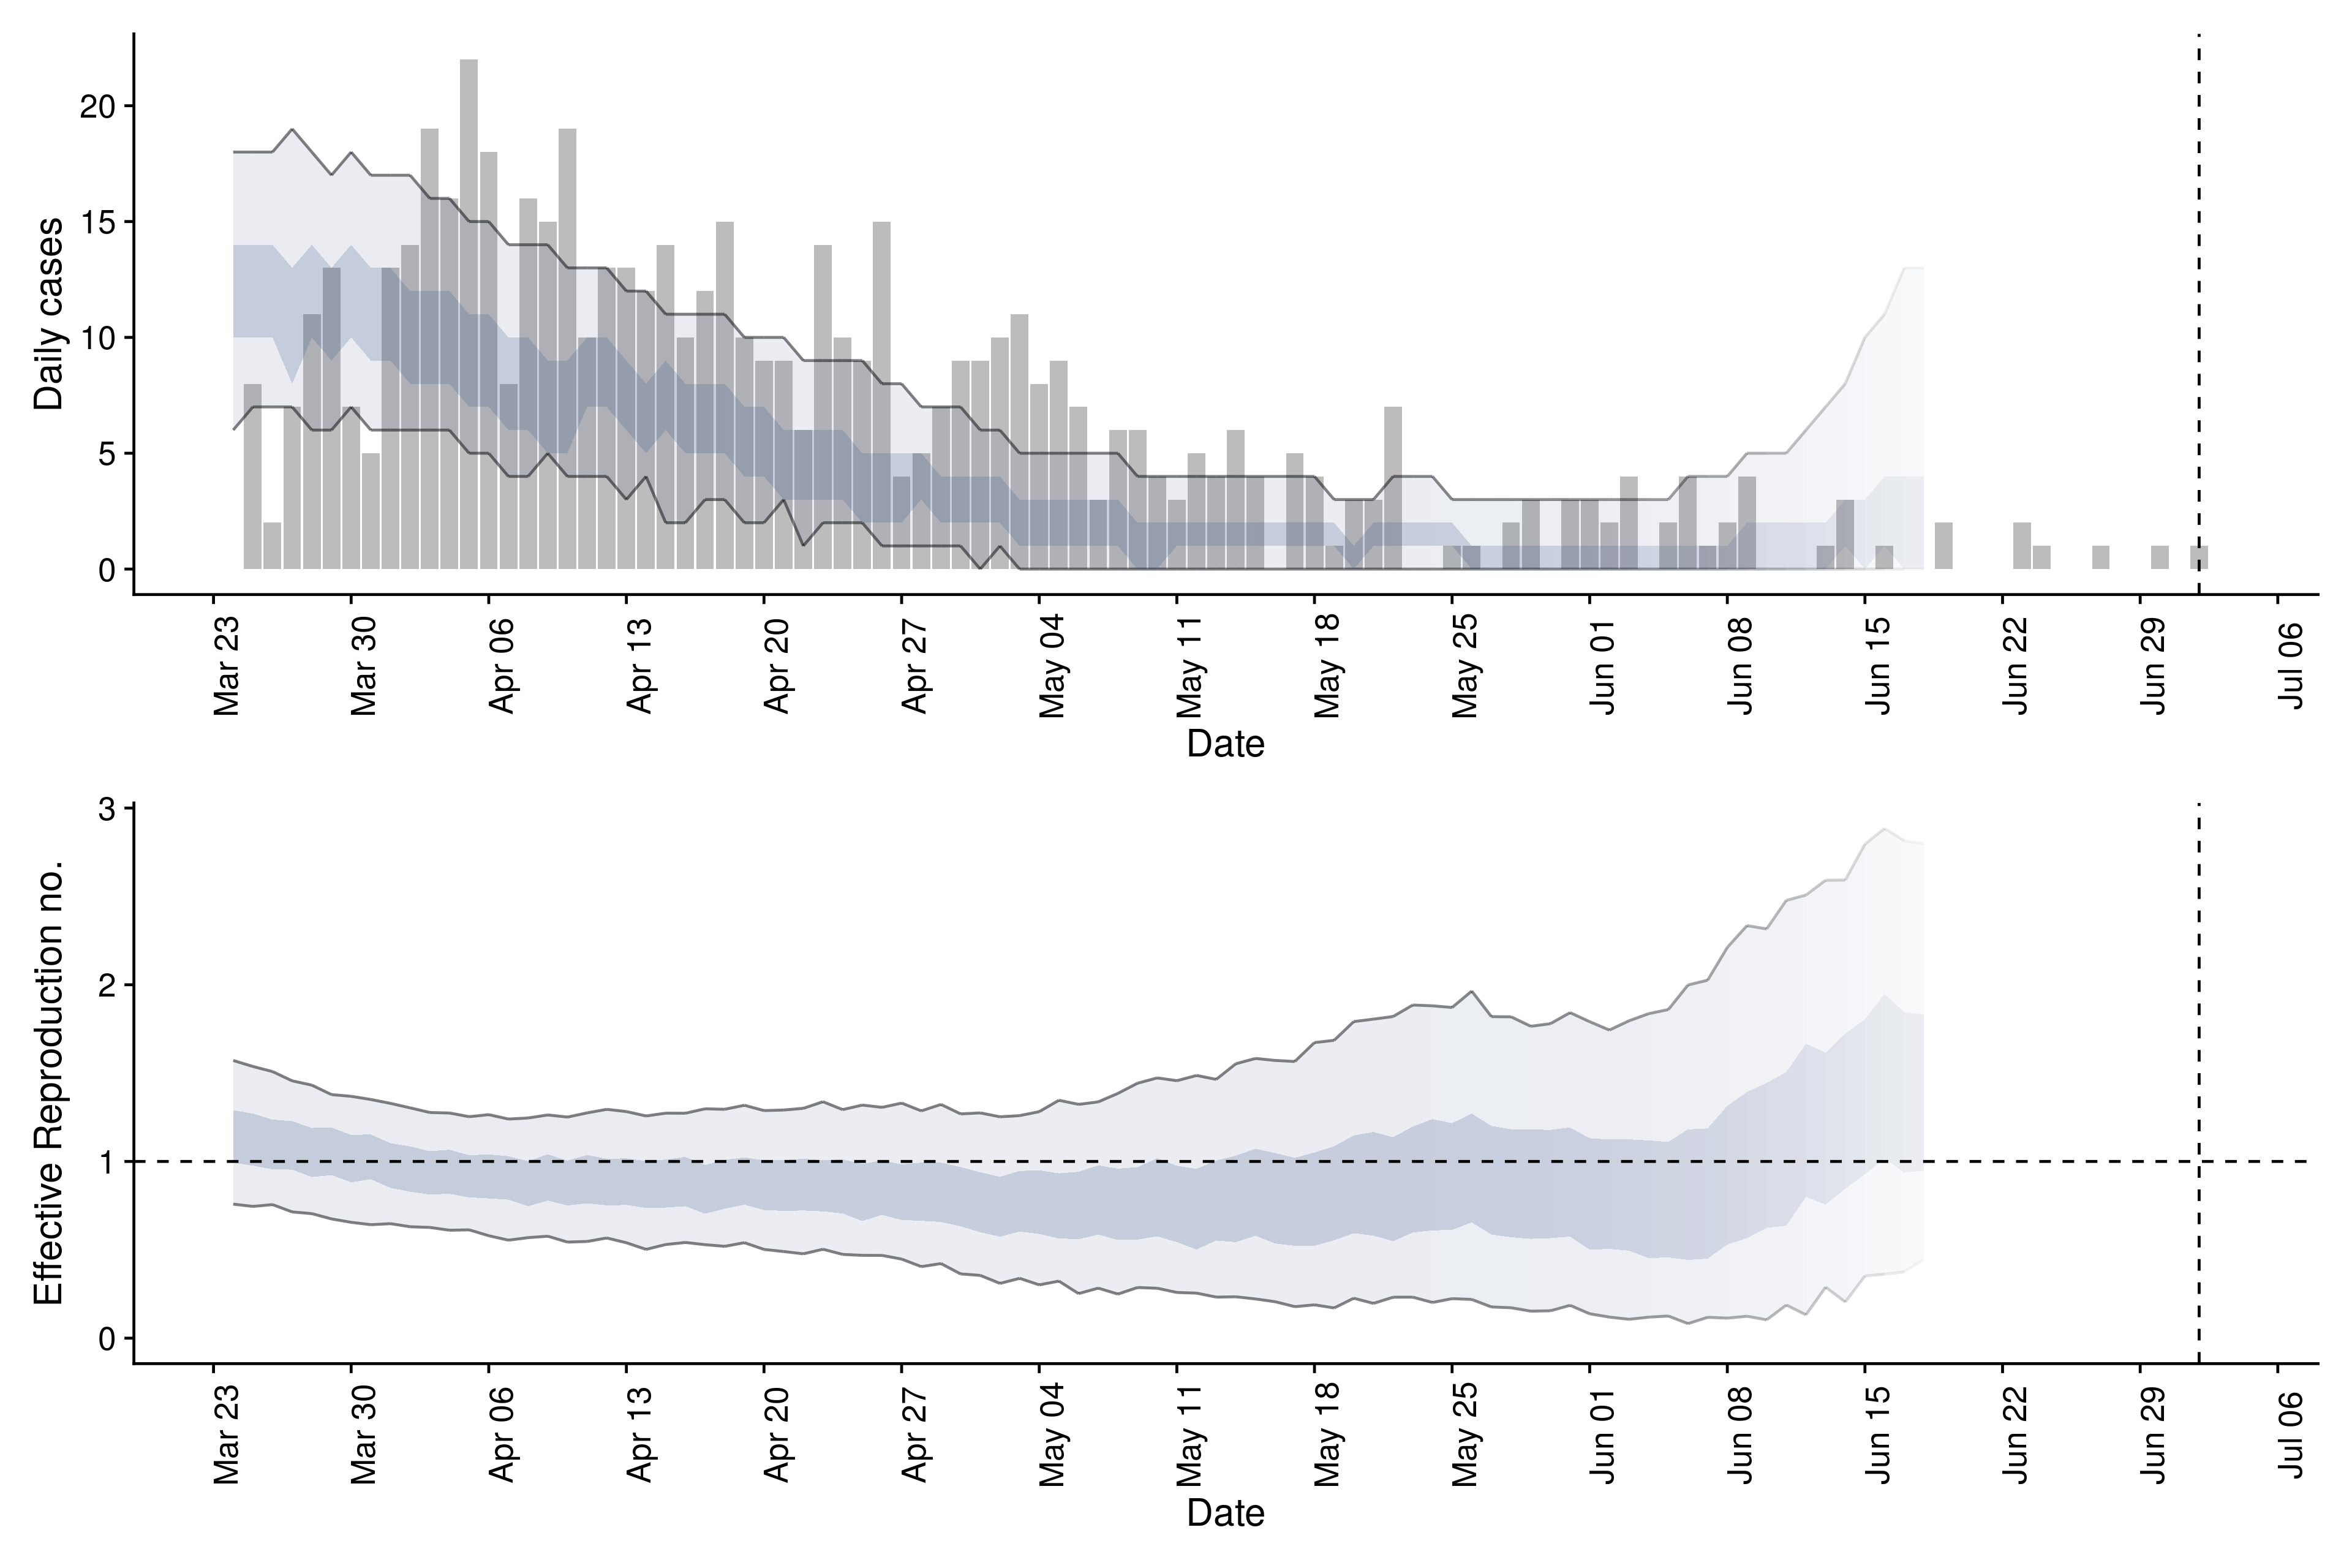 Daily cases
20
15
10
5
0
Mar 23
Mar 30
Apr 06
Apr 13
Apr 20
Apr 27
May 04
May 11
May 18
May 25
Jun 01
Jun 08
Jun 15
Jun 22
Jun 29
Jul 06
Date
Effective Reproduction no.
3
2
1
0
Mar 23
Mar 30
Apr 06
Apr 13
Apr 20
Apr 27
May 04
May 11
May 18
May 25
Jun 01
Jun 08
Jun 15
Jun 22
Jun 29
Jul 06
Date